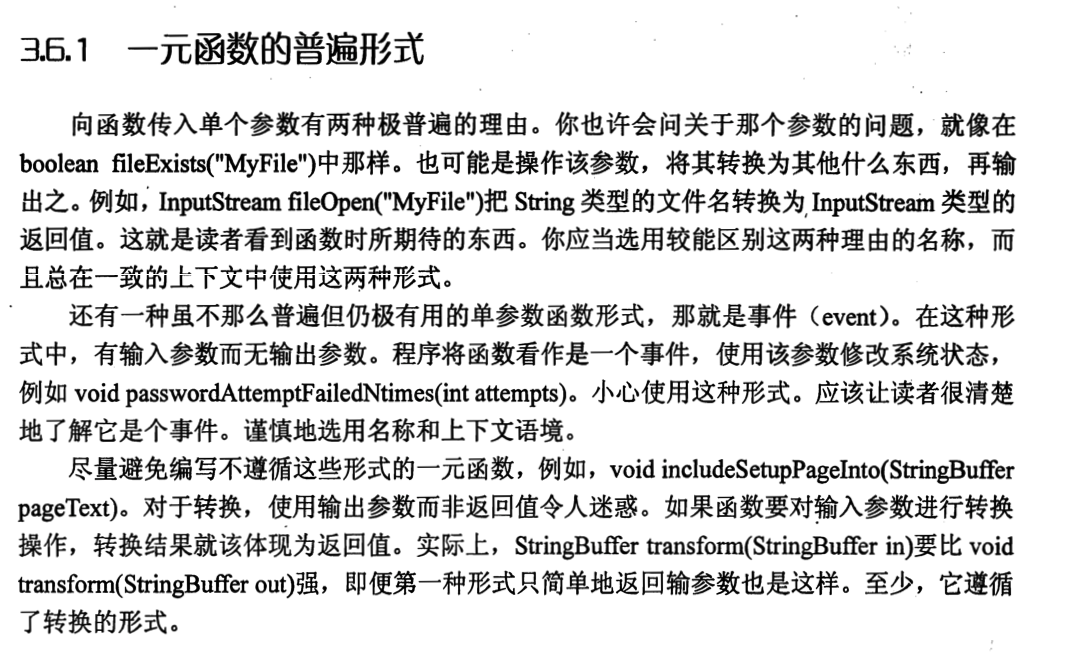 3.6.1 一元函数的普遍形式
向函数传入单个参数有两种极普遍的理由。你也许会问关于那个参数的问题，就像在
boolean fileExists("MyFile")中那样。也可能是操作该参数，将其转换为其他什么东西，再输
出之。例如，InputStream fileOpen("MyFile")把 String 类型的文件名转换为 InputStream 类型的
返回值。这就是读者看到函数时所期待的东西。你应当选用较能区别这两种理由的名称，而
且总在一致的上下文中使用这两种形式。
还有一种虽不那么普遍但仍极有用的单参数函数形式，那就是事件（event）。在这种形
式中，有输入参数而无输出参数。程序将函数看作是一个事件，使用该参数修改系统状态，
例如 void passwordAttemptFailedNtimes(int attempts)。小心使用这种形式。应该让读者很清楚
地了解它是个事件。谨慎地选用名称和上下文语境。
尽量避免编写不遵循这些形式的一元函数，例如，void includeSetupPageInto(StringBuffer
pageText)。对于转换，使用输出参数而非返回值令人迷惑。如果函数要对输入参数进行转换
操作，转换结果就该体现为返回值。实际上，StringBuffer transform(StringBuffer in)要比 void
transform(StringBuffer out)强，即便第一种形式只简单地返回输参数也是这样。至少，它遵循
了转换的形式。